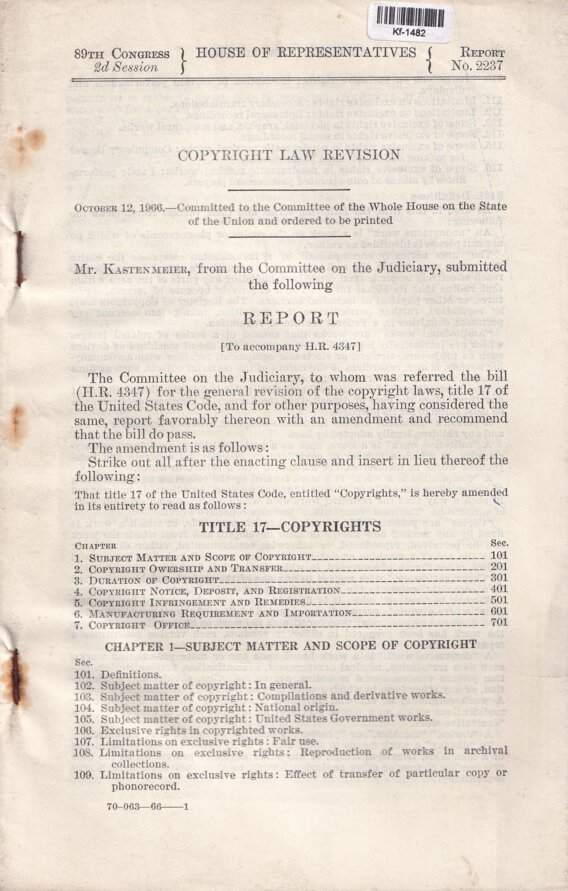 Kf-1482
89TH CONGRESS } HOUSE OF REPRESENTATIVES { REPORT
2d Session No. 2237
COPYRIGHT LAW REVISION
OCTOBER 12, 1966.—Committed to the Committee of the Whole House on the State
of the Union and ordered to be printed
Mr. KASTENMEIER, from the Committee on the Judiciary, submitted
the following
REPORT
[To accompany H.R. 4347]
The Committee on the Judiciary, to whom was referred the bill
(H.R. 4347) for the general revision of the copyright laws, title 17 of
the United States Code, and for other purposes, having considered the
same, report favorably thereon with an amendment and recommend
that the bill do pass.
The amendment is as follows:
Strike out all after the enacting clause and insert in lieu thereof the
following:
That title 17 of the United States Code, entitled "Copyrights," is hereby amended
in its entirety to read as follows:
TITLE 17—COPYRIGHTS
CHAPTER Sec.
1. SUBJECT MATTER AND SCOPE OF COPYRIGHT 101
2. COPYRIGHT OWERSHIP AND TRANSFER 201
3. DURATION OF COPYRIGHT 301
4. COPYRIGHT NOTICE, DEPOSIT, AND REGISTRATION 401
5. COPYRIGHT INFRINGEMENT AND REMEDIES 501
6. MANUFACTURING REQUIREMENT AND IMPORTATION 601
7. COPYRIGHT OFFICE 701
CHAPTER 1—SUBJECT MATTER AND SCOPE OF COPYRIGHT
Sec.
101. Definitions.
102. Subject matter of copyright: In general.
103. Subject matter of copyright: Compilations and derivative works.
104. Subject matter of copyright: National origin.
105. Subject matter of copyright: United States Government works.
106. Exclusive rights in copyrighted works.
107. Limitations on exclusive rights: Fair use.
108. Limitations on exclusive rights: Reproduction of works in archival
collections.
109. Limitations on exclusive rights: Effect of transfer of particular copy or
phonorecord.
70-063—66——1